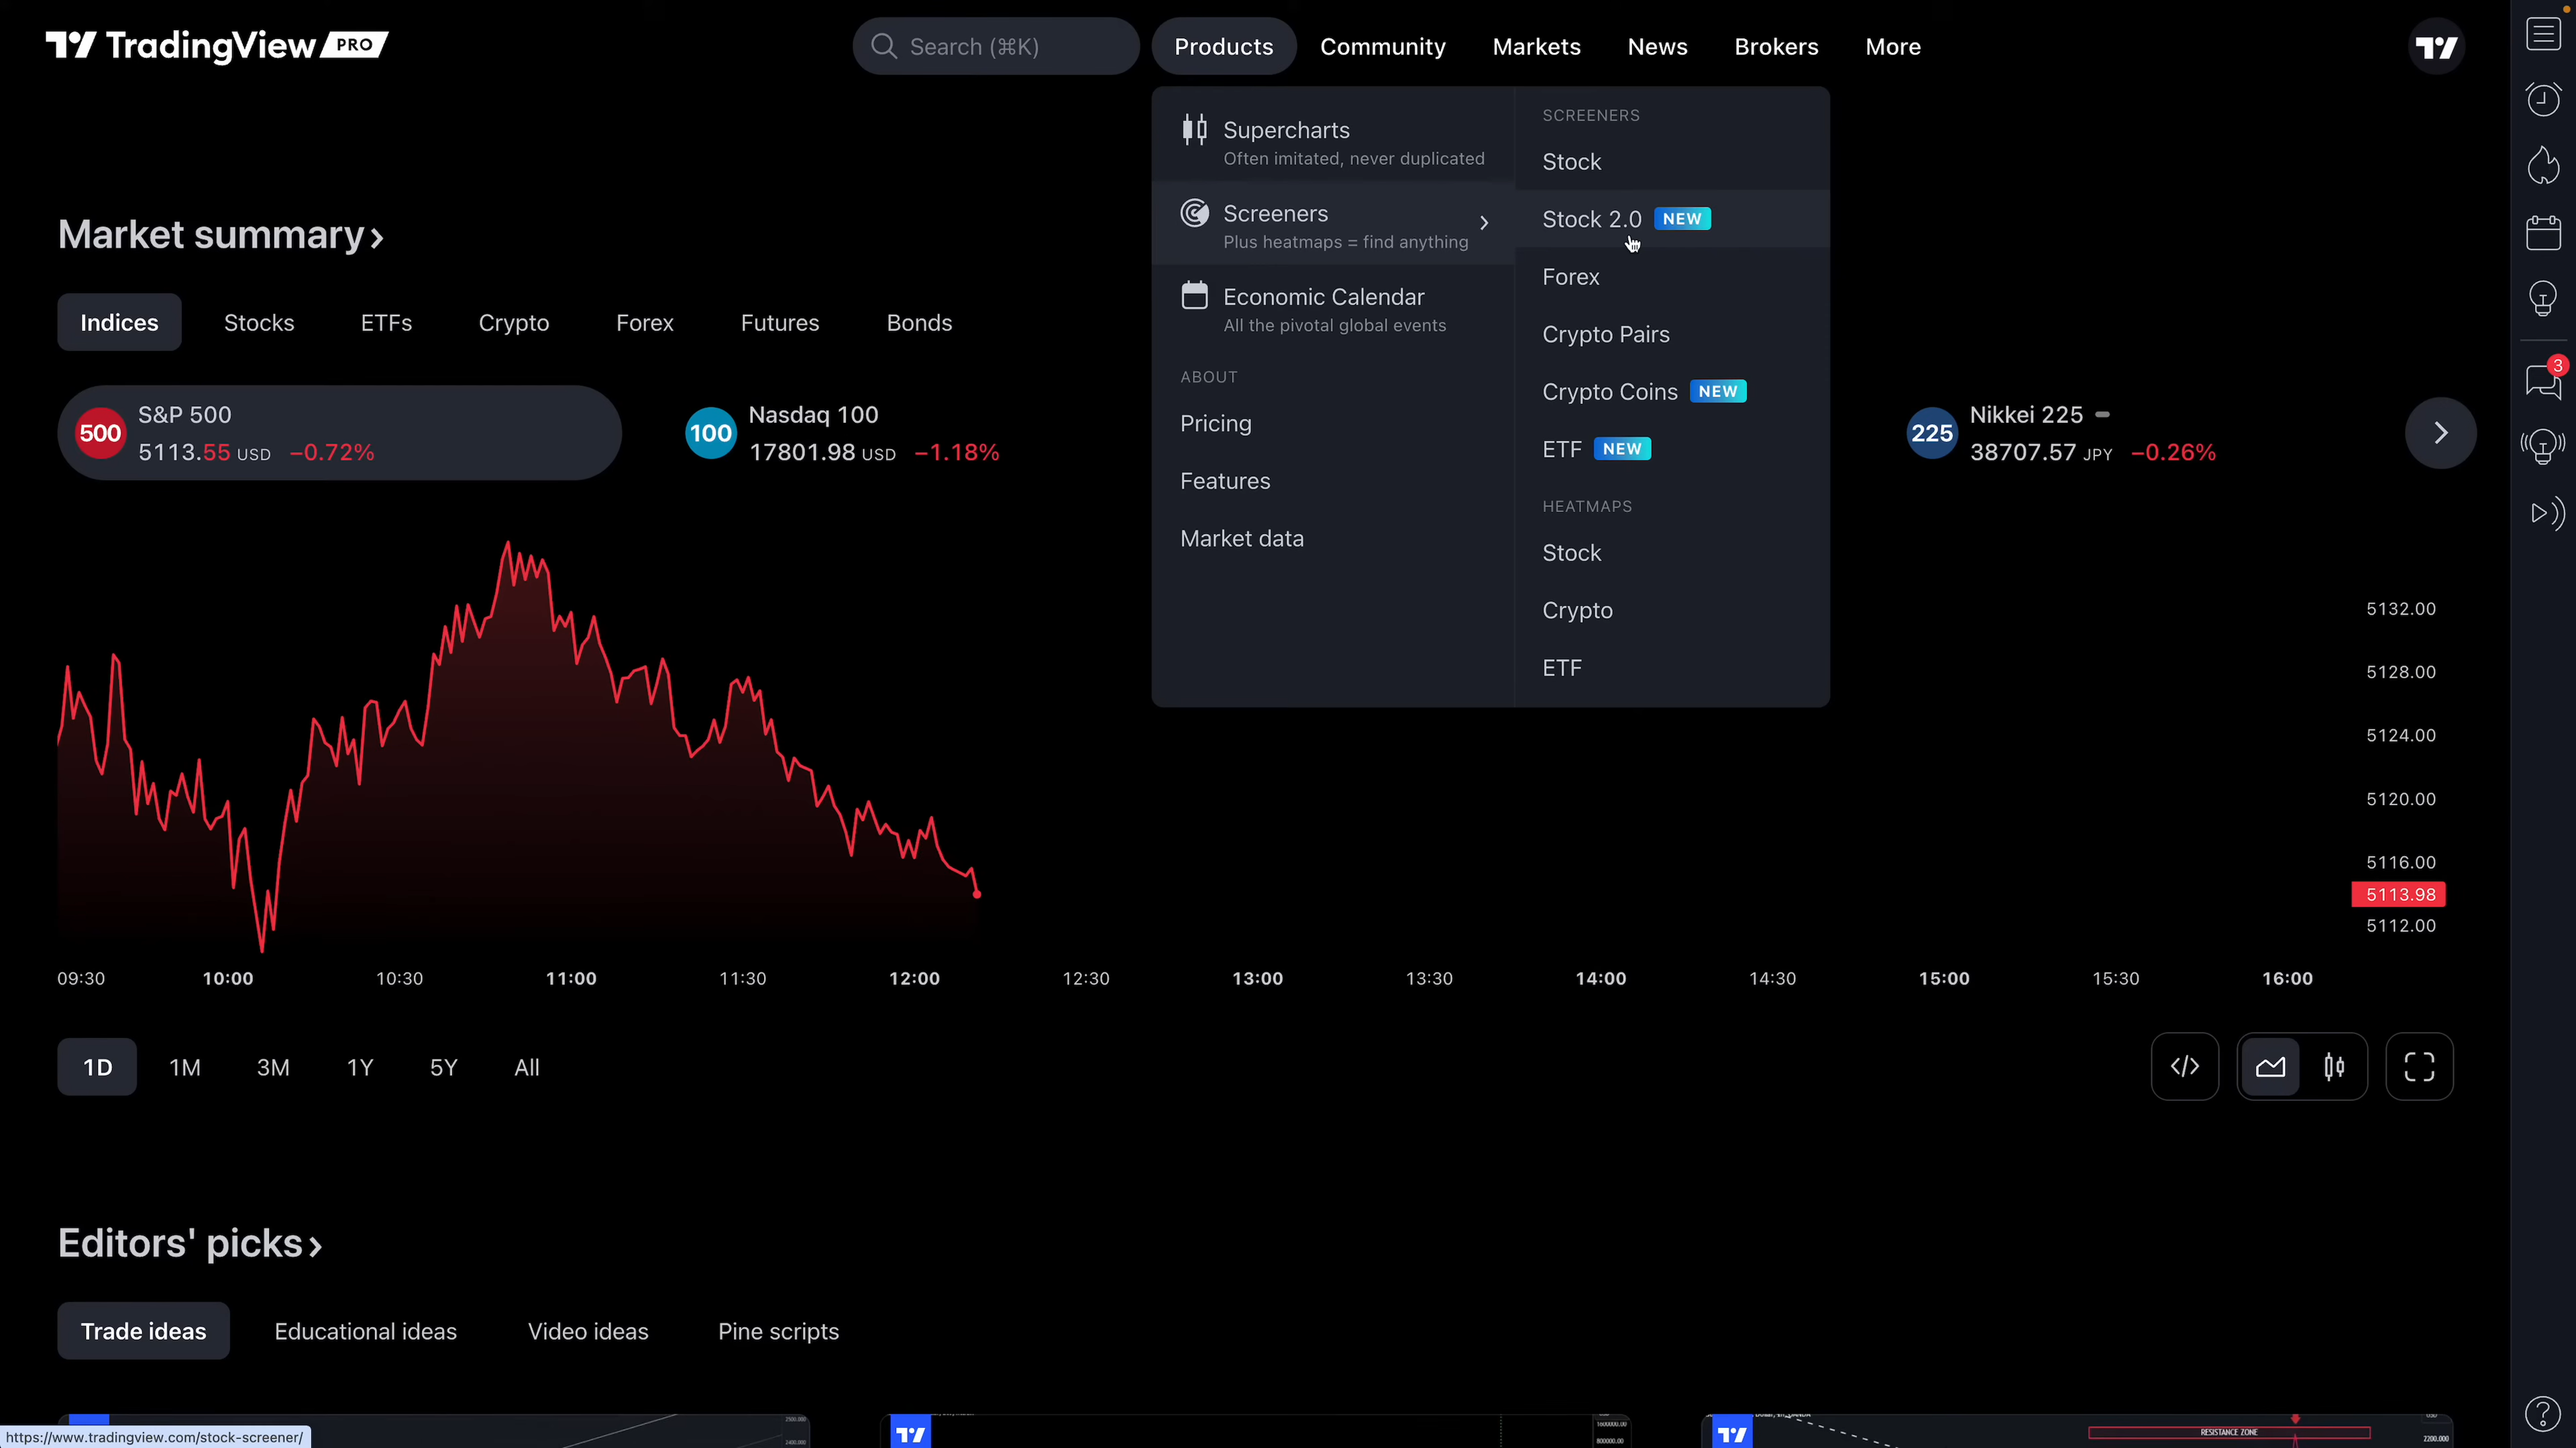 TradingView PRO
Search (⌘K)
Products
Community
Markets
News
Brokers
More
Supercharts
Often imitated, never duplicated
Screeners
Plus heatmaps = find anything
Economic Calendar
All the pivotal global events
ABOUT
Pricing
Features
Market data
SCREENERS
Stock
Stock 2.0 NEW
Forex
Crypto Pairs
Crypto Coins NEW
ETF NEW
HEATMAPS
Stock
Crypto
ETF
3
Market summary
Indices
Stocks
ETFs
Crypto
Forex
Futures
Bonds
500
S&P 500
5113.55 USD −0.72%
100
Nasdaq 100
17801.98 USD −1.18%
225
Nikkei 225
38707.57 JPY −0.26%
5132.00
5128.00
5124.00
5120.00
5116.00
5113.98
5112.00
09:30 10:00 10:30 11:00 11:30 12:00 12:30 13:00 13:30 14:00 14:30 15:00 15:30 16:00
1D 1M 3M 1Y 5Y All
Editors' picks
Trade ideas
Educational ideas
Video ideas
Pine scripts
RESISTANCE ZONE
2200.000
https://www.tradingview.com/stock-screener/